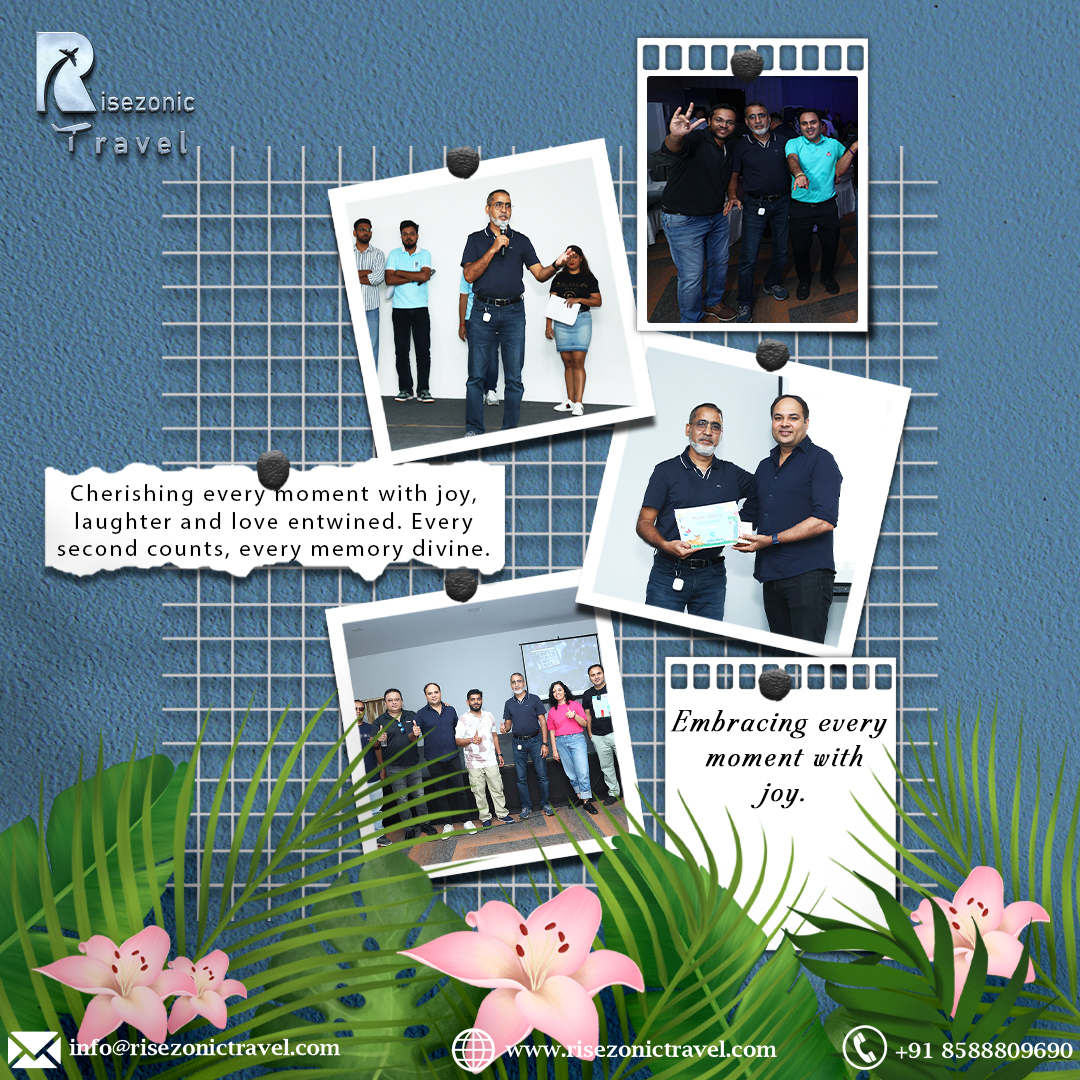 Risezonic
Travel
Cherishing every moment with joy,
laughter and love entwined. Every
second counts, every memory divine.
Embracing every
moment with
joy.
info@risezonictravel.com
www.risezonictravel.com
+91 8588809690